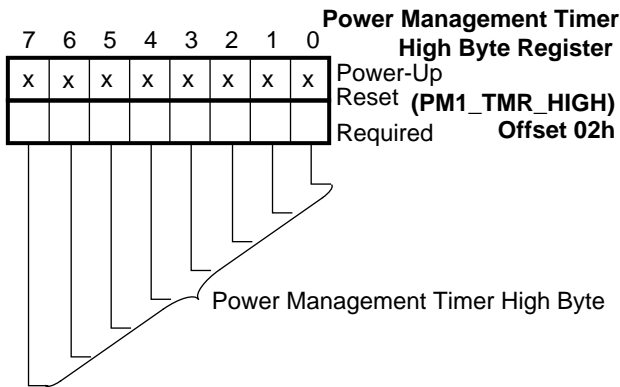 Power Management Timer
High Byte Register
(PM1_TMR_HIGH)
Offset 02h
7 6 5 4 3 2 1 0
x x x x x x x x
Power-Up
Reset
Required
Power Management Timer High Byte